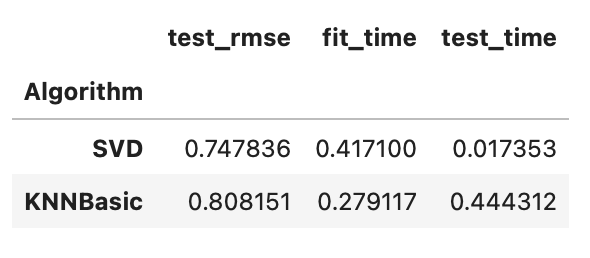 test_rmse fit_time test_time
Algorithm
SVD 0.747836 0.417100 0.017353
KNNBasic 0.808151 0.279117 0.444312